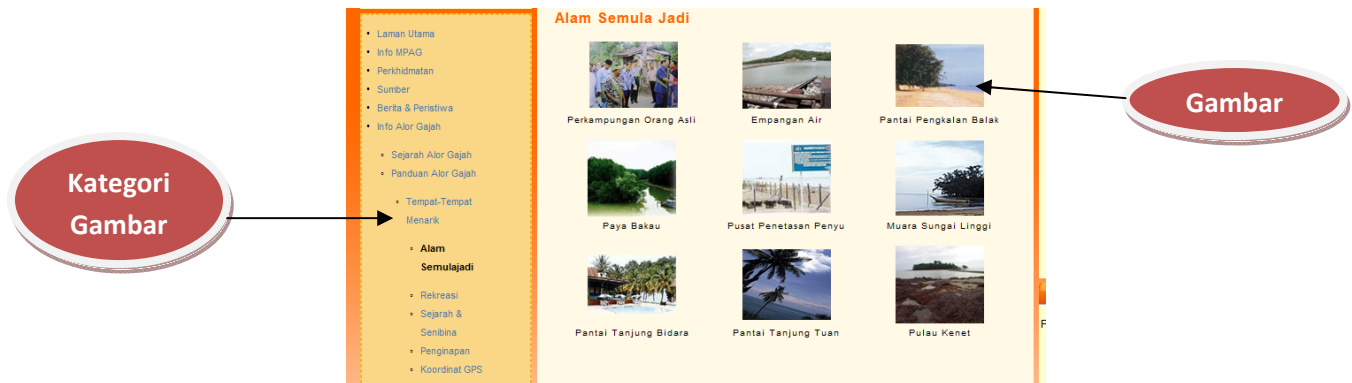 Kategori
Gambar
Laman Utama
Info MPAG
Perkhidmatan
Sumber
Berita & Peristiwa
Info Alor Gajah
Sejarah Alor Gajah
Panduan Alor Gajah
Tempat-Tempat
Menarik
Alam
Semulajadi
Rekreasi
Sejarah &
Senibina
Penginapan
Koordinat GPS
Alam Semula Jadi
Perkampungan Orang Asli
Empangan Air
Pantai Pengkalan Balak
Paya Bakau
Pusat Penetasan Penyu
Muara Sungai Linggi
Pantai Tanjung Bidara
Pantai Tanjung Tuan
Pulau Kenet
Gambar